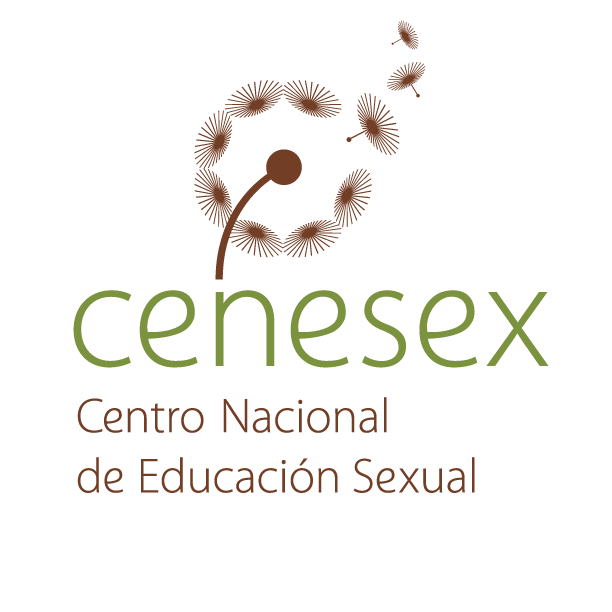 cenesex
Centro Nacional
de Educación Sexual